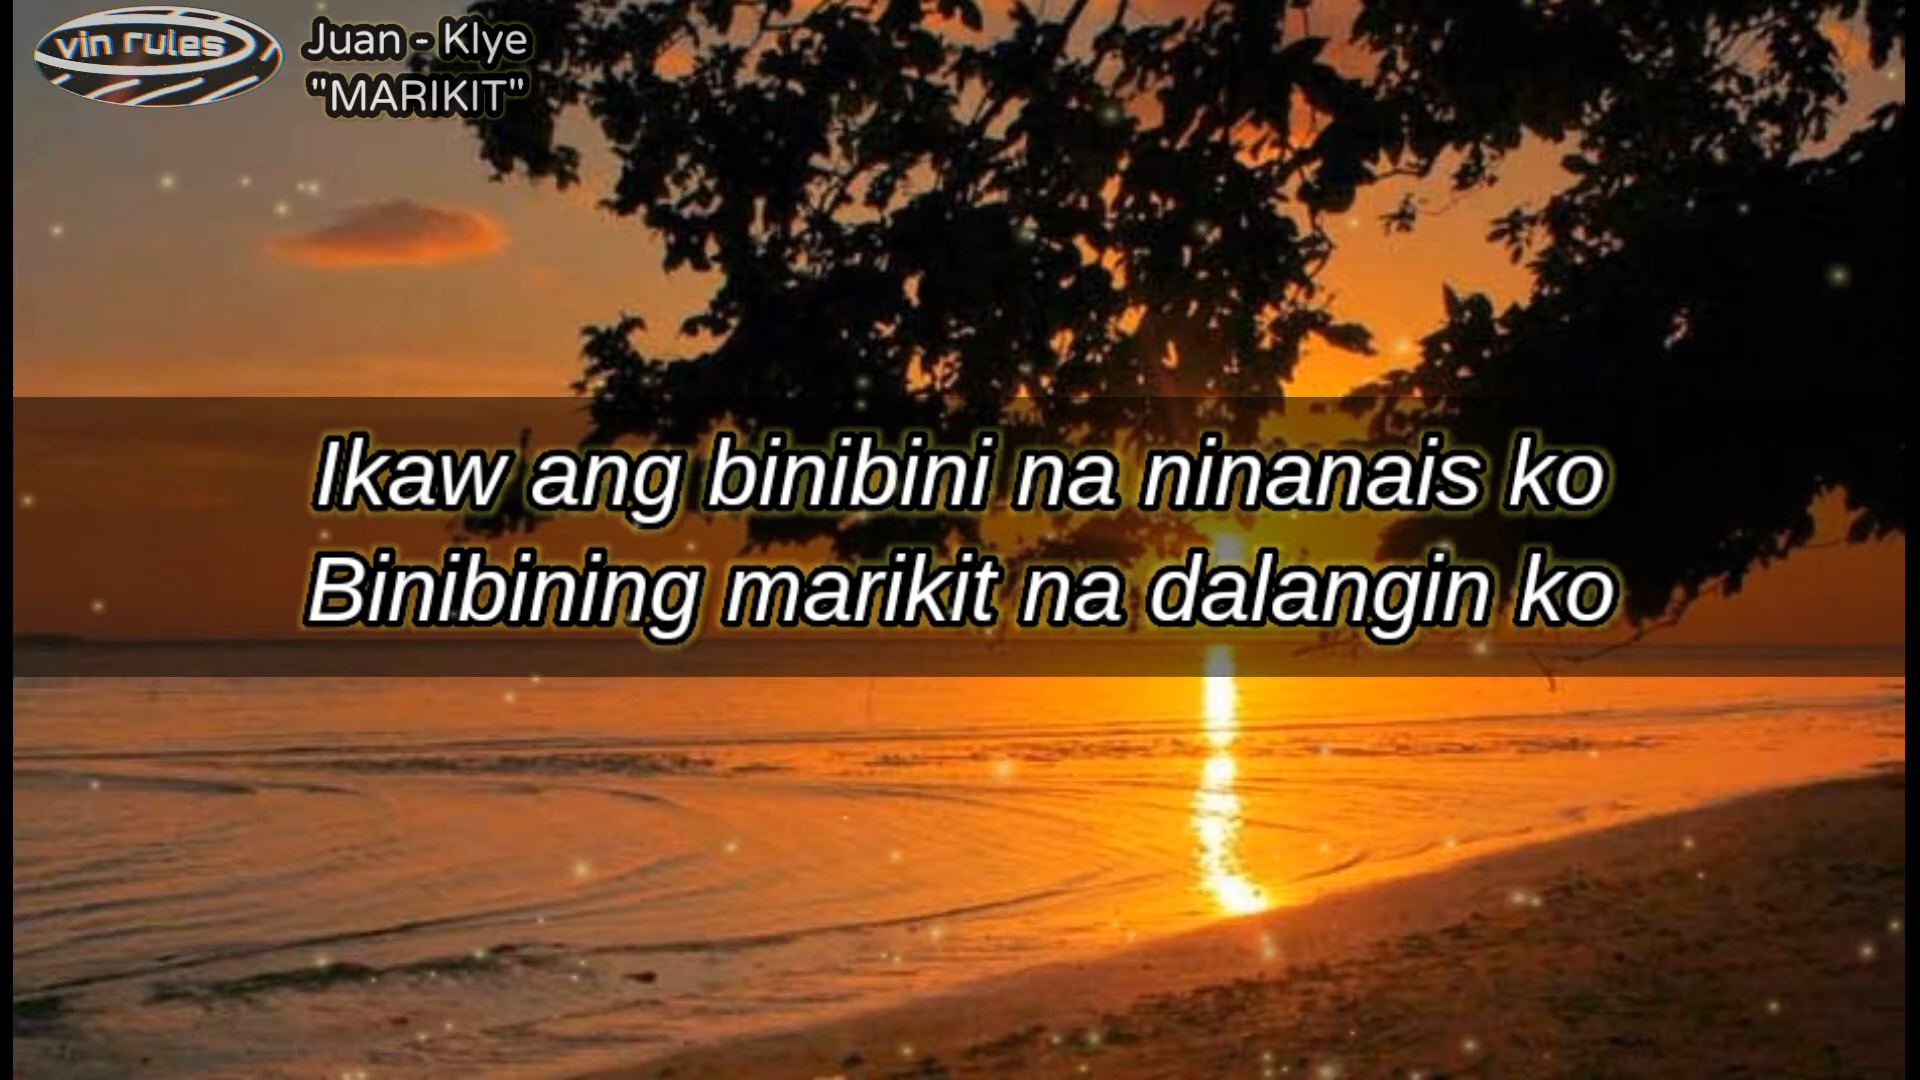 vin rules
Juan - Klye
"MARIKIT"
Ikaw ang binibini na ninanais ko
Binibining marikit na dalangin ko